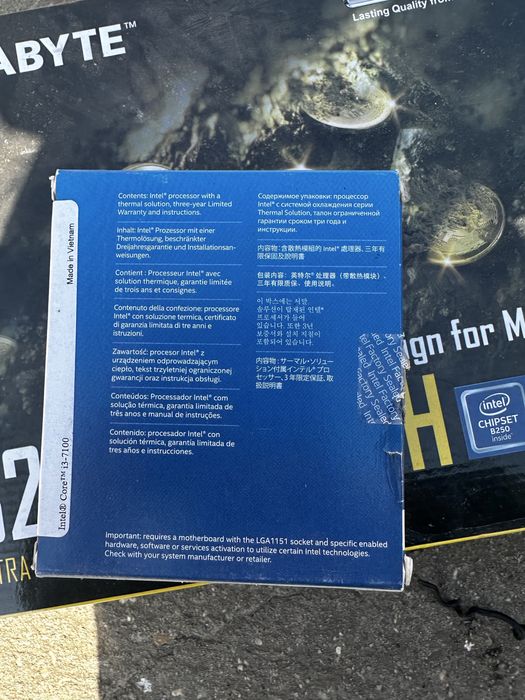 ABYTE™
Lasting Quality from
Contents: Intel® processor with a
thermal solution, three-year Limited
Warranty and instructions.
Inhalt: Intel® Prozessor mit einer
Thermolösung, beschränkter
Dreijahresgarantie und Installationsan-
weisungen.
Contient : Processeur Intel® avec
solution thermique, garantie limitée
de trois ans et consignes.
Contenuto della confezione: processore
Intel® con soluzione termica, certificato
di garanzia limitata di tre anni e
istruzioni.
Zawartość: procesor Intel® z
urządzeniem odprowadzającym
ciepło, tekst trzyletniej ograniczonej
gwarancji oraz instrukcja obsługi.
Conteúdos: Processador Intel® com
solução térmica, garantia limitada de
três anos e manual de instruções.
Contenido: procesador Intel® con
solución térmica, garantía limitada de
tres años e instrucciones.
Содержимое упаковки: процессор
Intel® с системой охлаждения серии
Thermal Solution, талон ограниченной
гарантии сроком три года и
инструкции.
內容物: 含散熱模組的 Intel® 處理器, 三年有
限保固及說明書
包装内容: 英特尔® 处理器（带散热模块）、
三年有限质保、使用说明。
이 박스에는 서멀
솔루션이 탑재된 인텔®
프로세서가 들어
있습니다. 또한 3년
보증서와 설치 지침이
포함되어 있습니다.
内容物: サーマル・ソリュー
ション付属インテル® プロ
セッサー, 3 年限定保証, 取
扱説明書
Important: requires a motherboard with the LGA1151 socket and specific enabled
hardware, software or services activation to utilize certain Intel technologies.
Check with your system manufacturer or retailer.
Made in Vietnam
Intel® Core™ i3-7100
Intel Factory Sealed
ign for M
H
intel
CHIPSET
B250
inside™
2
TRA